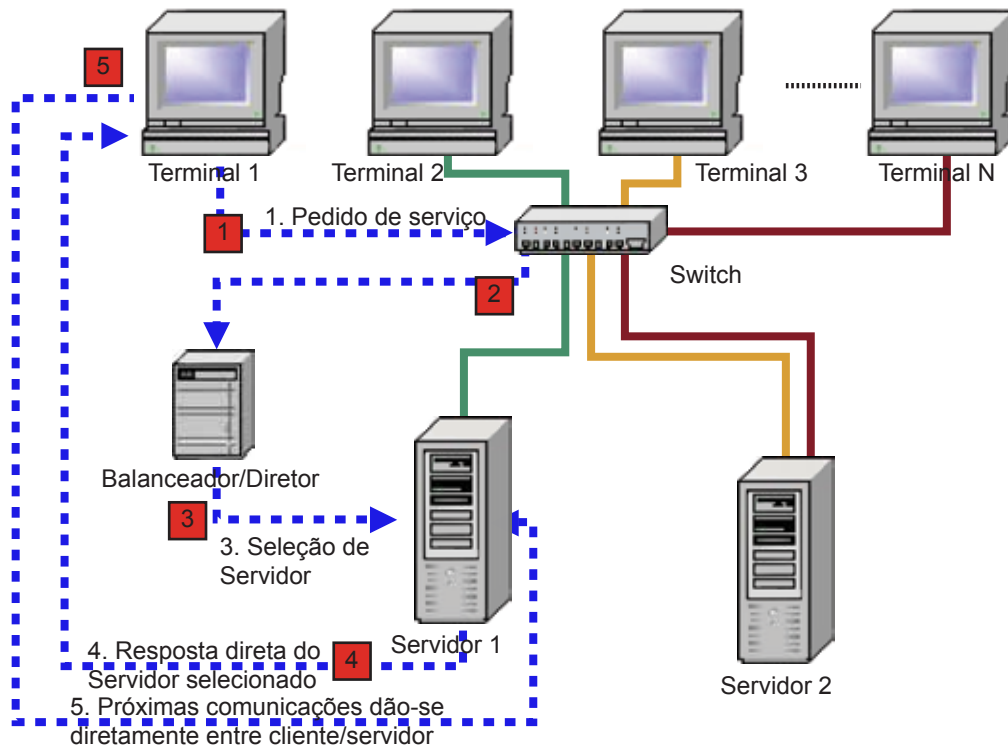 5
Terminal 1
Terminal 2
Terminal 3
Terminal N
1
1. Pedido de serviço
Switch
2
Balanceador/Diretor
3
3. Seleção de
Servidor
4. Resposta direta do
Servidor selecionado
4
Servidor 1
Servidor 2
5. Próximas comunicações dão-se
diretamente entre cliente/servidor